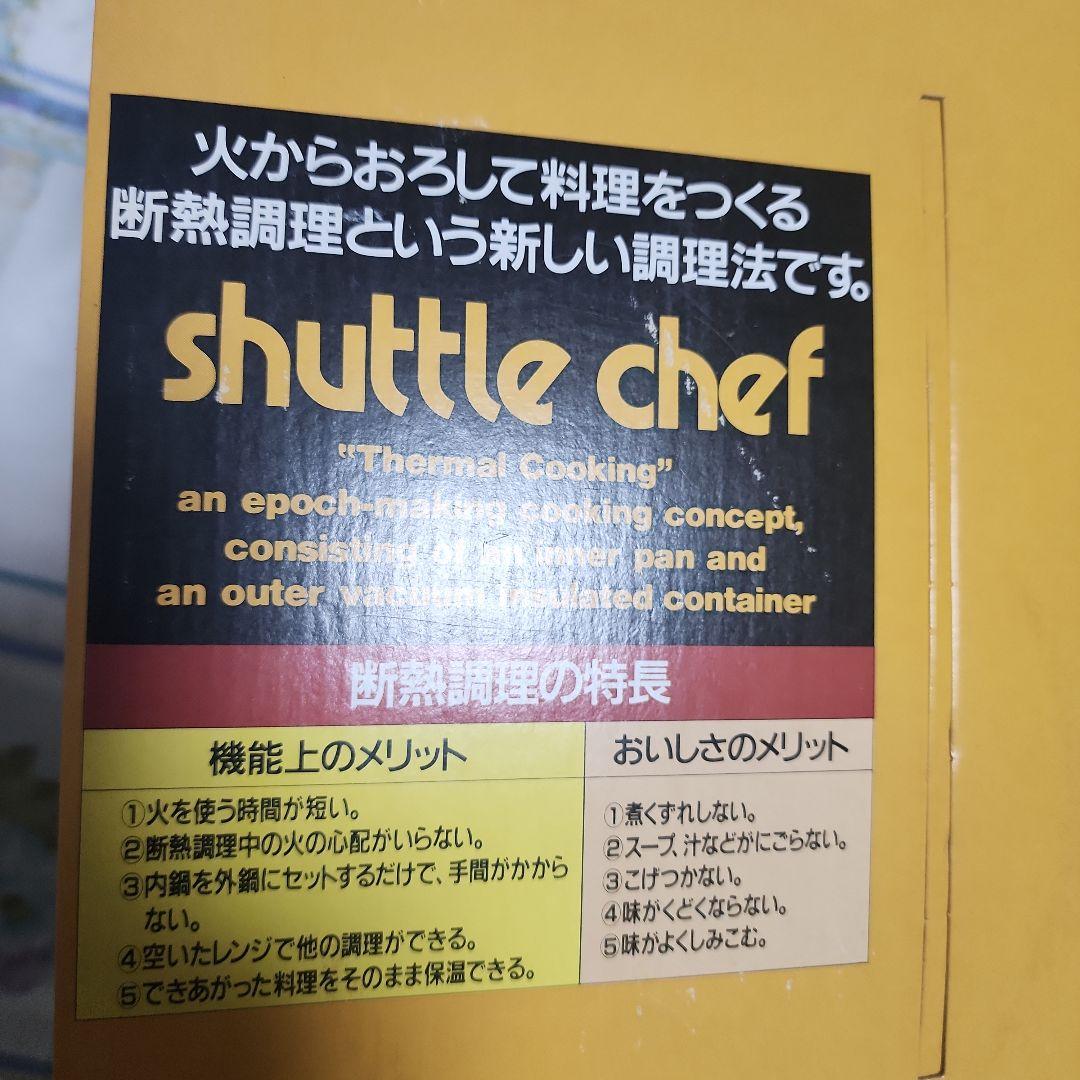 火からおろして料理をつくる
断熱調理という新しい調理法です。
shuttle chef
"Thermal Cooking"
an epoch-making cooking concept,
consisting of an inner pan and
an outer vacuum insulated container
断熱調理の特長
機能上のメリット
①火を使う時間が短い。
②断熱調理中の火の心配がいらない。
③内鍋を外鍋にセットするだけで、手間がかから
ない。
④空いたレンジで他の調理ができる。
⑤できあがった料理をそのまま保温できる。
おいしさのメリット
①煮くずれしない。
②スープ、汁などがにごらない。
③こげつかない。
④味がくどくならない。
⑤味がよくしみこむ。